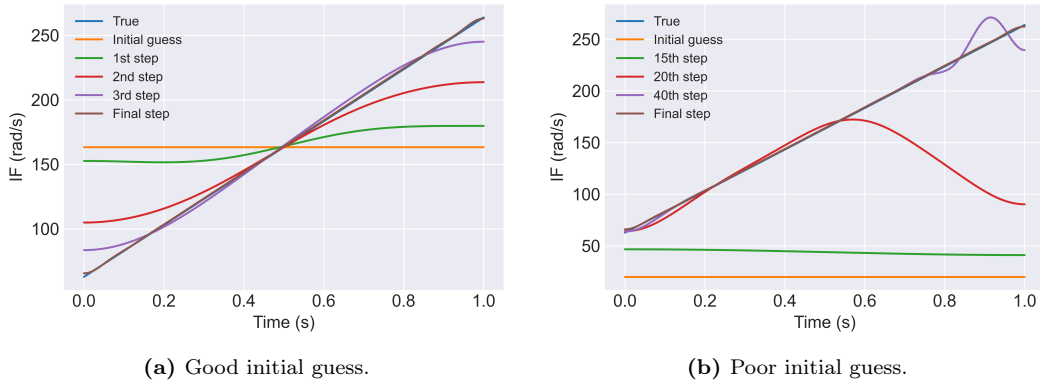 True
Initial guess
1st step
2nd step
3rd step
Final step
250
200
150
100
IF (rad/s)
0.0 0.2 0.4 0.6 0.8 1.0
Time (s)
(a) Good initial guess.
True
Initial guess
15th step
20th step
40th step
Final step
250
200
150
100
50
IF (rad/s)
0.0 0.2 0.4 0.6 0.8 1.0
Time (s)
(b) Poor initial guess.